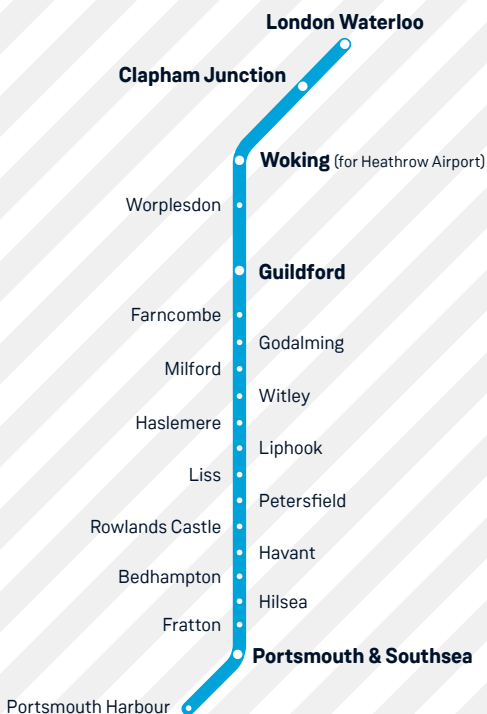 London Waterloo
Clapham Junction
Woking (for Heathrow Airport)
Worplesdon
Guildford
Farncombe
Godalming
Milford
Witley
Haslemere
Liphook
Liss
Petersfield
Rowlands Castle
Havant
Bedhampton
Hilsea
Fratton
Portsmouth & Southsea
Portsmouth Harbour